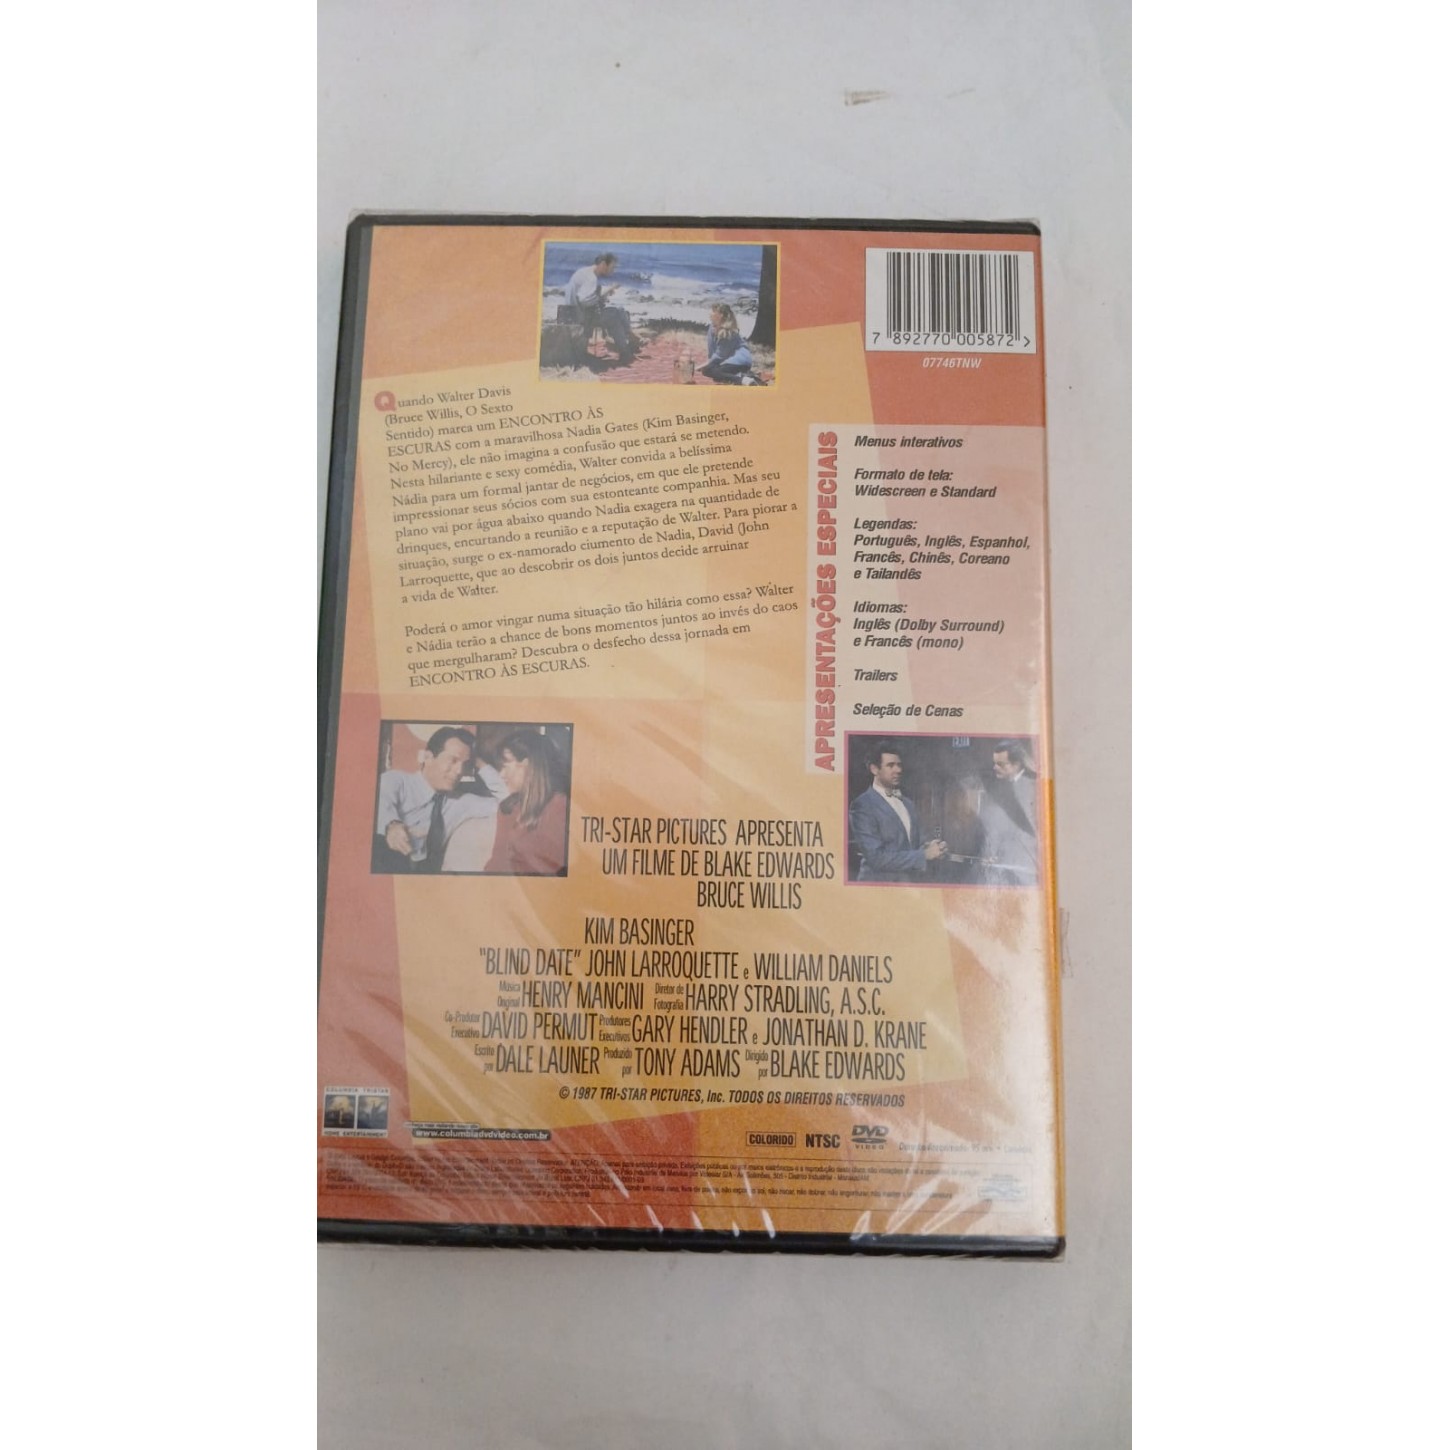 7 892770 005872 >
07746TNW
Quando Walter Davis
(Bruce Willis, O Sexto
Sentido) marca um ENCONTRO ÀS
ESCURAS com a maravilhosa Nadia Gates (Kim Basinger,
No Mercy), ele não imagina a confusão que estará se metendo.
Nesta hilariante e sexy comédia, Walter convida a belíssima
Nádia para um formal jantar de negócios, em que ele pretende
impressionar seus sócios com sua estonteante companhia. Mas seu
plano vai por água abaixo quando Nadia exagera na quantidade de
drinques, encurtando a reunião e a reputação de Walter. Para piorar a
situação, surge o ex-namorado ciumento de Nadia, David (John
Larroquette, que ao descobrir os dois juntos decide arruinar
a vida de Walter.
Poderá o amor vingar numa situação tão hilária como essa? Walter
e Nádia terão a chance de bons momentos juntos ao invés do caos
que mergulharam? Descubra o desfecho dessa jornada em
ENCONTRO ÀS ESCURAS.
APRESENTAÇÕES ESPECIAIS
Menus interativos
Formato de tela:
Widescreen e Standard
Legendas:
Português, Inglês, Espanhol,
Francês, Chinês, Coreano
e Tailandês
Idiomas:
Inglês (Dolby Surround)
e Francês (mono)
Trailers
Seleção de Cenas
TRI-STAR PICTURES APRESENTA
UM FILME DE BLAKE EDWARDS
BRUCE WILLIS
KIM BASINGER
"BLIND DATE" JOHN LARROQUETTE e WILLIAM DANIELS
Música Original HENRY MANCINI Diretor de Fotografia HARRY STRADLING, A.S.C.
Co-Produtor Executivo DAVID PERMUT Produtores Executivos GARY HENDLER e JONATHAN D. KRANE
Escrito por DALE LAUNER Produzido por TONY ADAMS Dirigido por BLAKE EDWARDS
© 1987 TRI-STAR PICTURES, Inc. TODOS OS DIREITOS RESERVADOS
COLUMBIA TRISTAR
HOME ENTERTAINMENT
www.columbiadvdvideo.com.br
COLORIDO NTSC DVD VIDEO